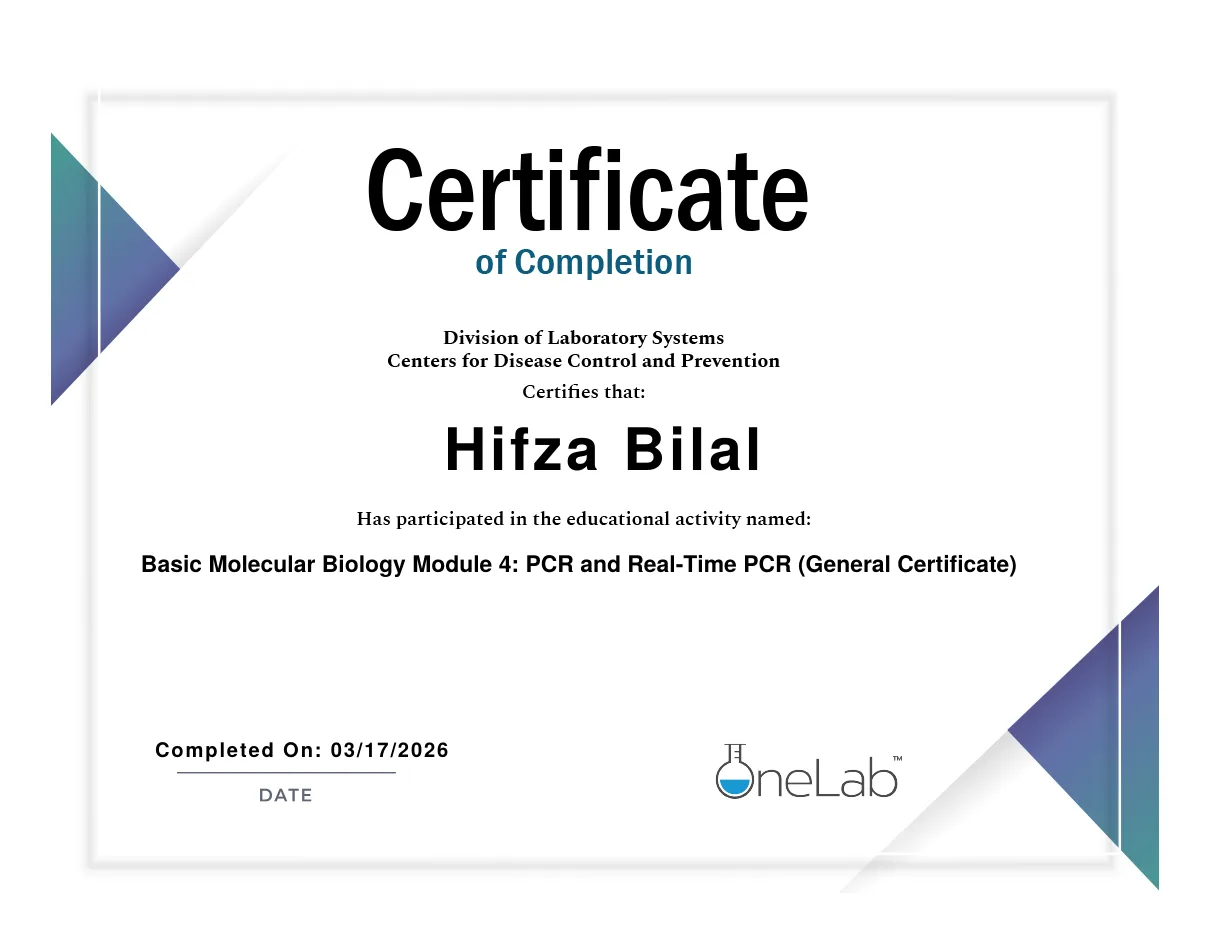 Certificate
of Completion
Division of Laboratory Systems
Centers for Disease Control and Prevention
Certifies that:
Hifza Bilal
Has participated in the educational activity named:
Basic Molecular Biology Module 4: PCR and Real-Time PCR (General Certificate)
Completed On: 03/17/2026
DATE
OneLab™